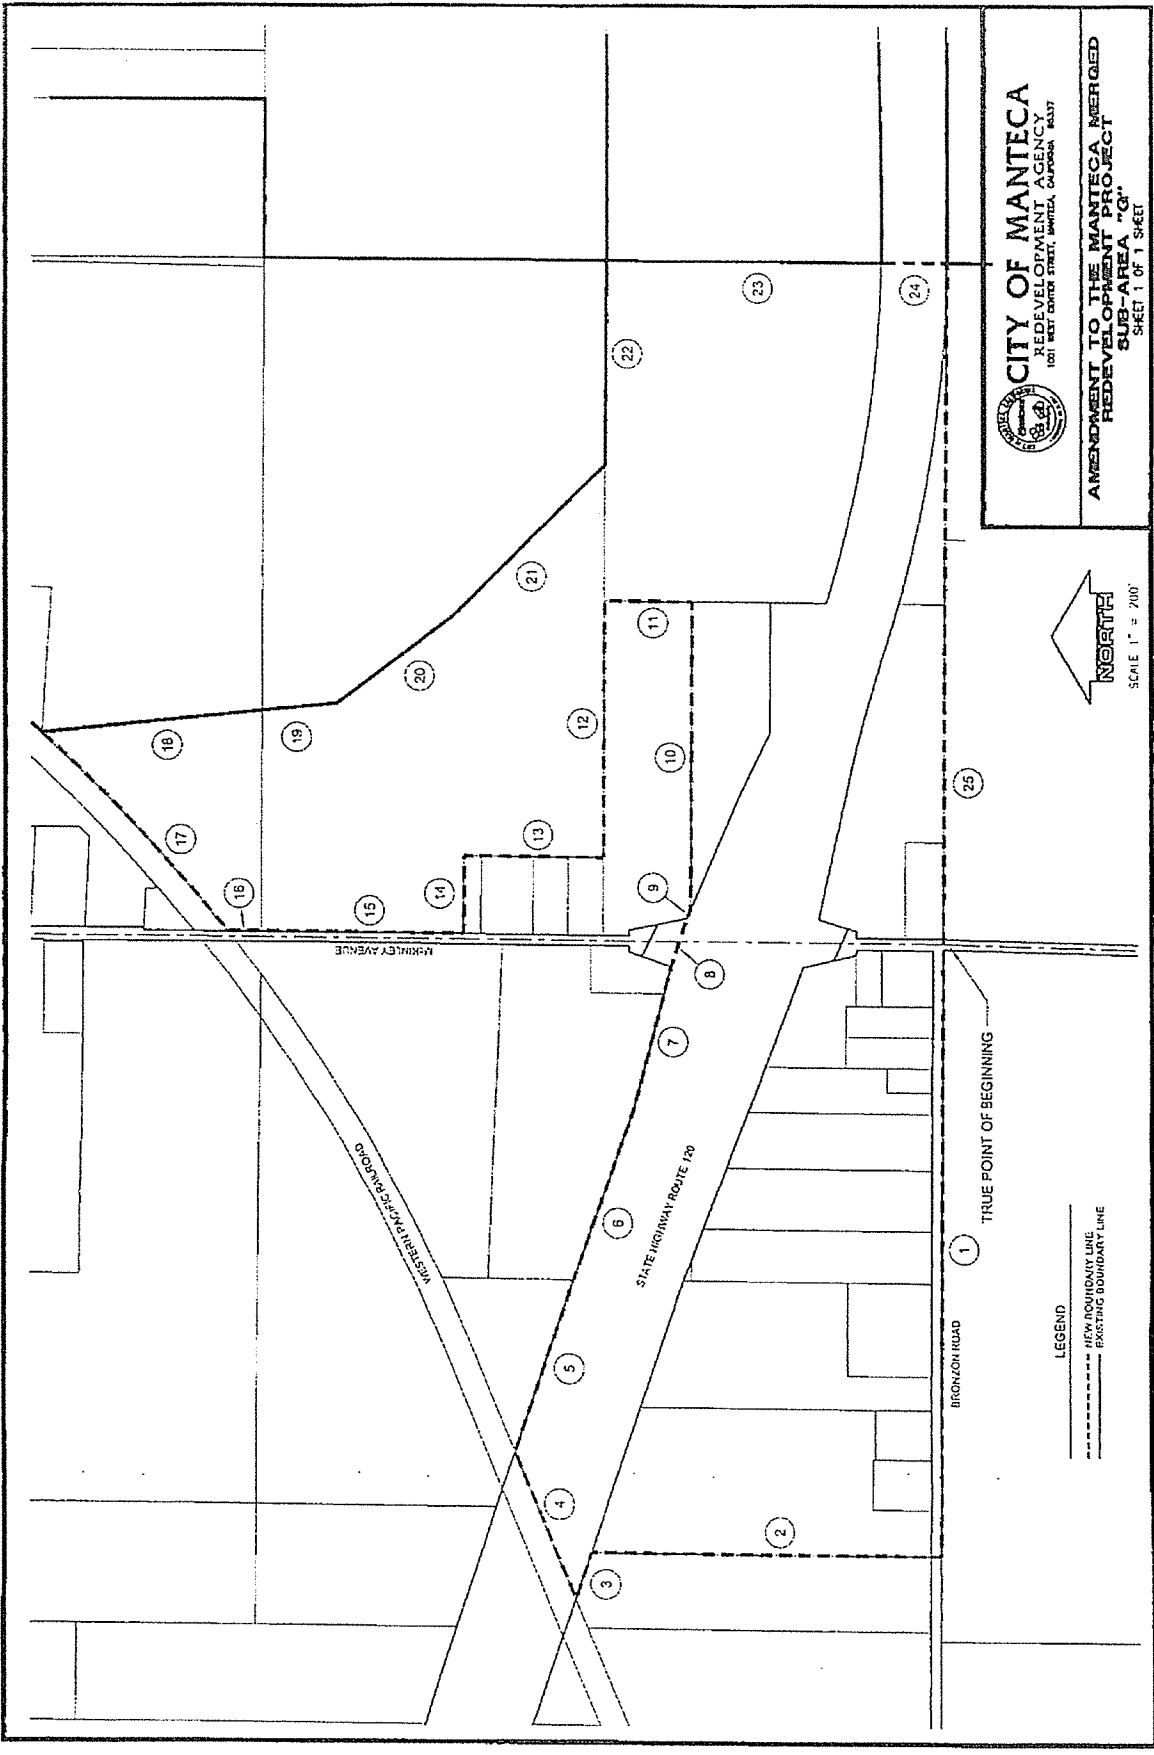 CITY OF MANTECA
REDEVELOPMENT AGENCY
1001 WEST CENTER STREET, MANTECA, CALIFORNIA 95337
AMENDMENT TO THE MANTECA MERGED
REDEVELOPMENT PROJECT
SUB-AREA "G"
SHEET 1 OF 1 SHEET
NORTH
SCALE 1" = 200'
18
19
20
21
22
23
24
17
16
15
14
13
12
11
10
9
8
7
6
5
4
3
2
1
25
McKINLEY AVENUE
WESTERN PACIFIC RAILROAD
STATE HIGHWAY ROUTE 120
BRONZON ROAD
TRUE POINT OF BEGINNING
LEGEND
NEW BOUNDARY LINE
EXISTING BOUNDARY LINE